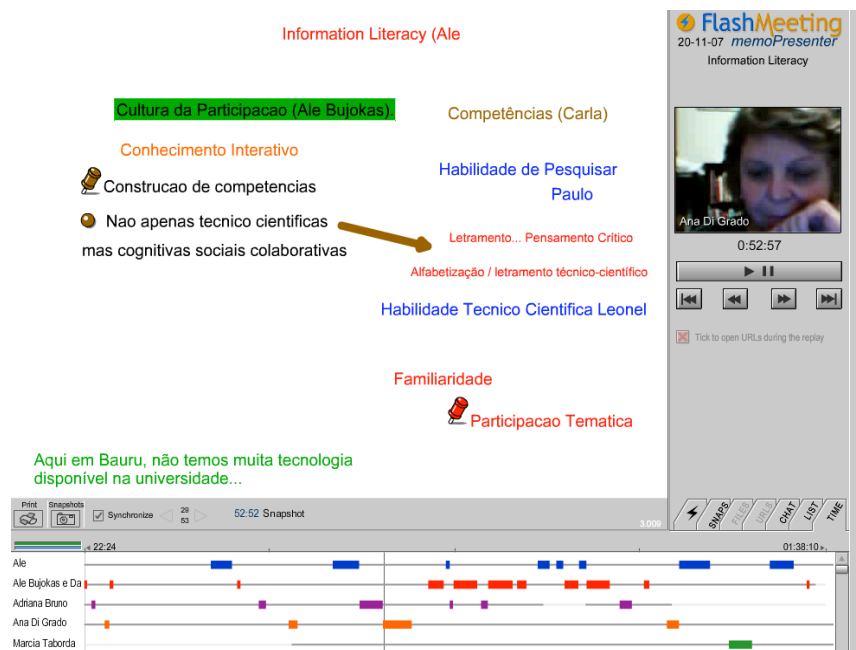 Information Literacy (Ale
Cultura da Participacao (Ale Bujokas).
Competências (Carla)
Conhecimento Interativo
Habilidade de Pesquisar
Paulo
Construcao de competencias
Nao apenas tecnico cientificas
mas cognitivas sociais colaborativas
Letramento... Pensamento Crítico
Alfabetização / letramento técnico-científico
Habilidade Tecnico Cientifica Leonel
Familiaridade
Participacao Tematica
Aqui em Bauru, não temos muita tecnologia
disponível na universidade...
FlashMeeting
20-11-07 memoPresenter
Information Literacy
Ana Di Grado
0:52:57
Tick to open URLs during the replay
Print
Snapshots
Synchronize
29
53
52:52 Snapshot
3.009
SNAPS
FILES
URLS
CHAT
LIST
TIME
22:24
01:38:10
Ale
Ale Bujokas e Da
Adriana Bruno
Ana Di Grado
Marcia Taborda